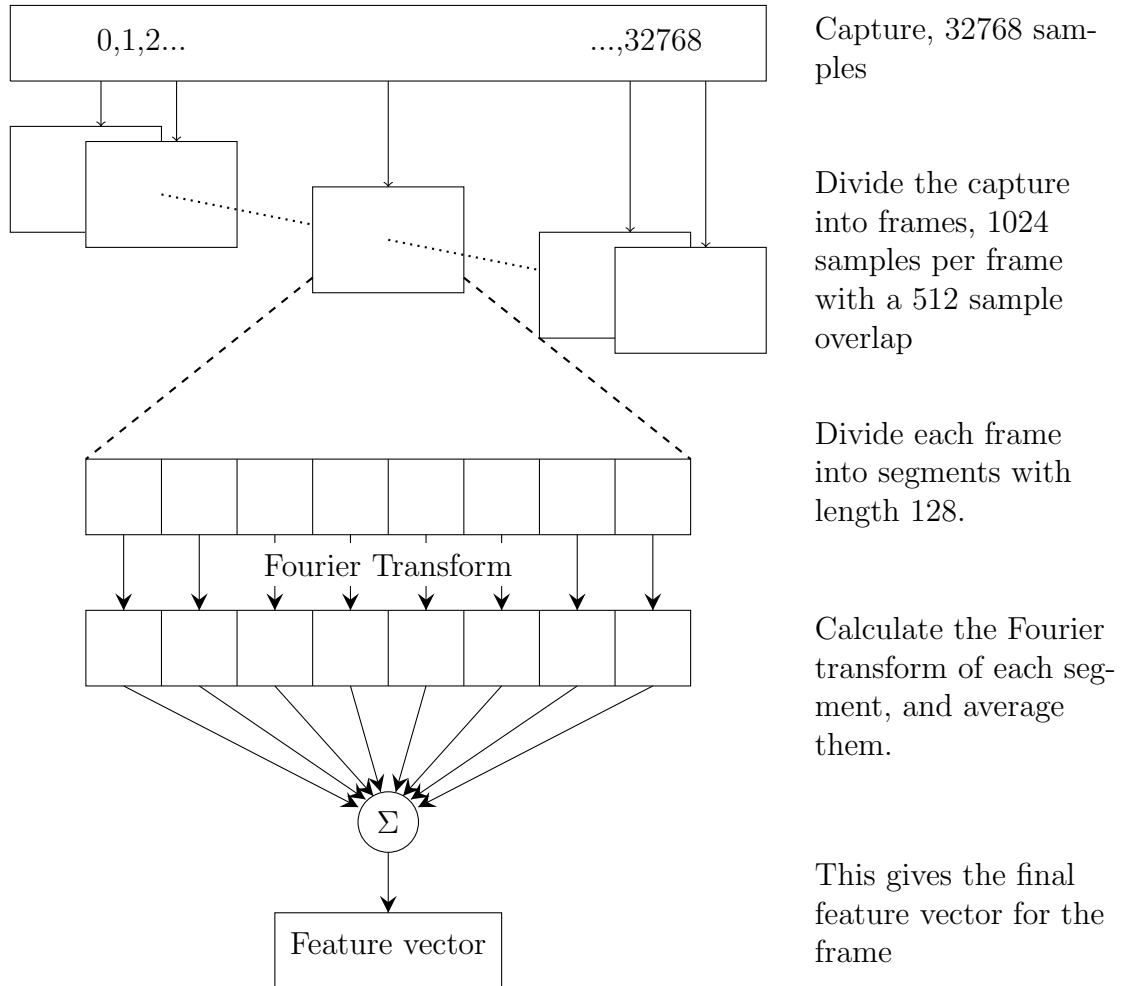 0,1,2... ...,32768
Capture, 32768 sam-
ples
Divide the capture
into frames, 1024
samples per frame
with a 512 sample
overlap
Divide each frame
into segments with
length 128.
Fourier Transform
Calculate the Fourier
transform of each seg-
ment, and average
them.
Σ
This gives the final
feature vector for the
frame
Feature vector